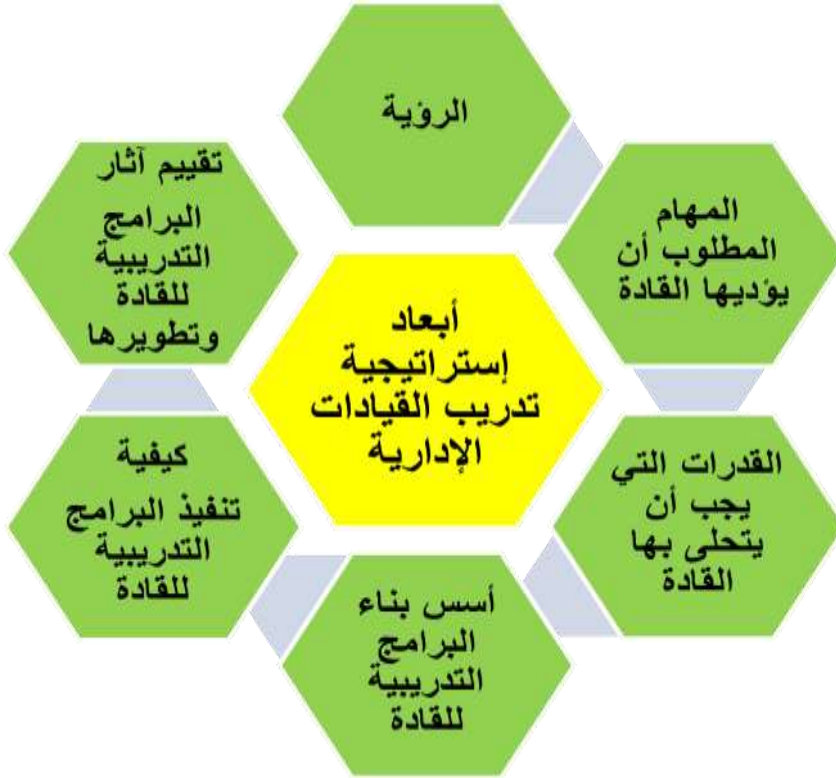 الرؤية
المهام
المطلوب أن
يؤديها القادة
القدرات التي
يجب أن
يتحلى بها
القادة
أسس بناء
البرامج
التدريبية
للقادة
كيفية
تنفيذ البرامج
التدريبية
للقادة
تقييم آثار
البرامج
التدريبية
للقادة
وتطويرها
أبعاد
إستراتيجية
تدريب القيادات
الإدارية